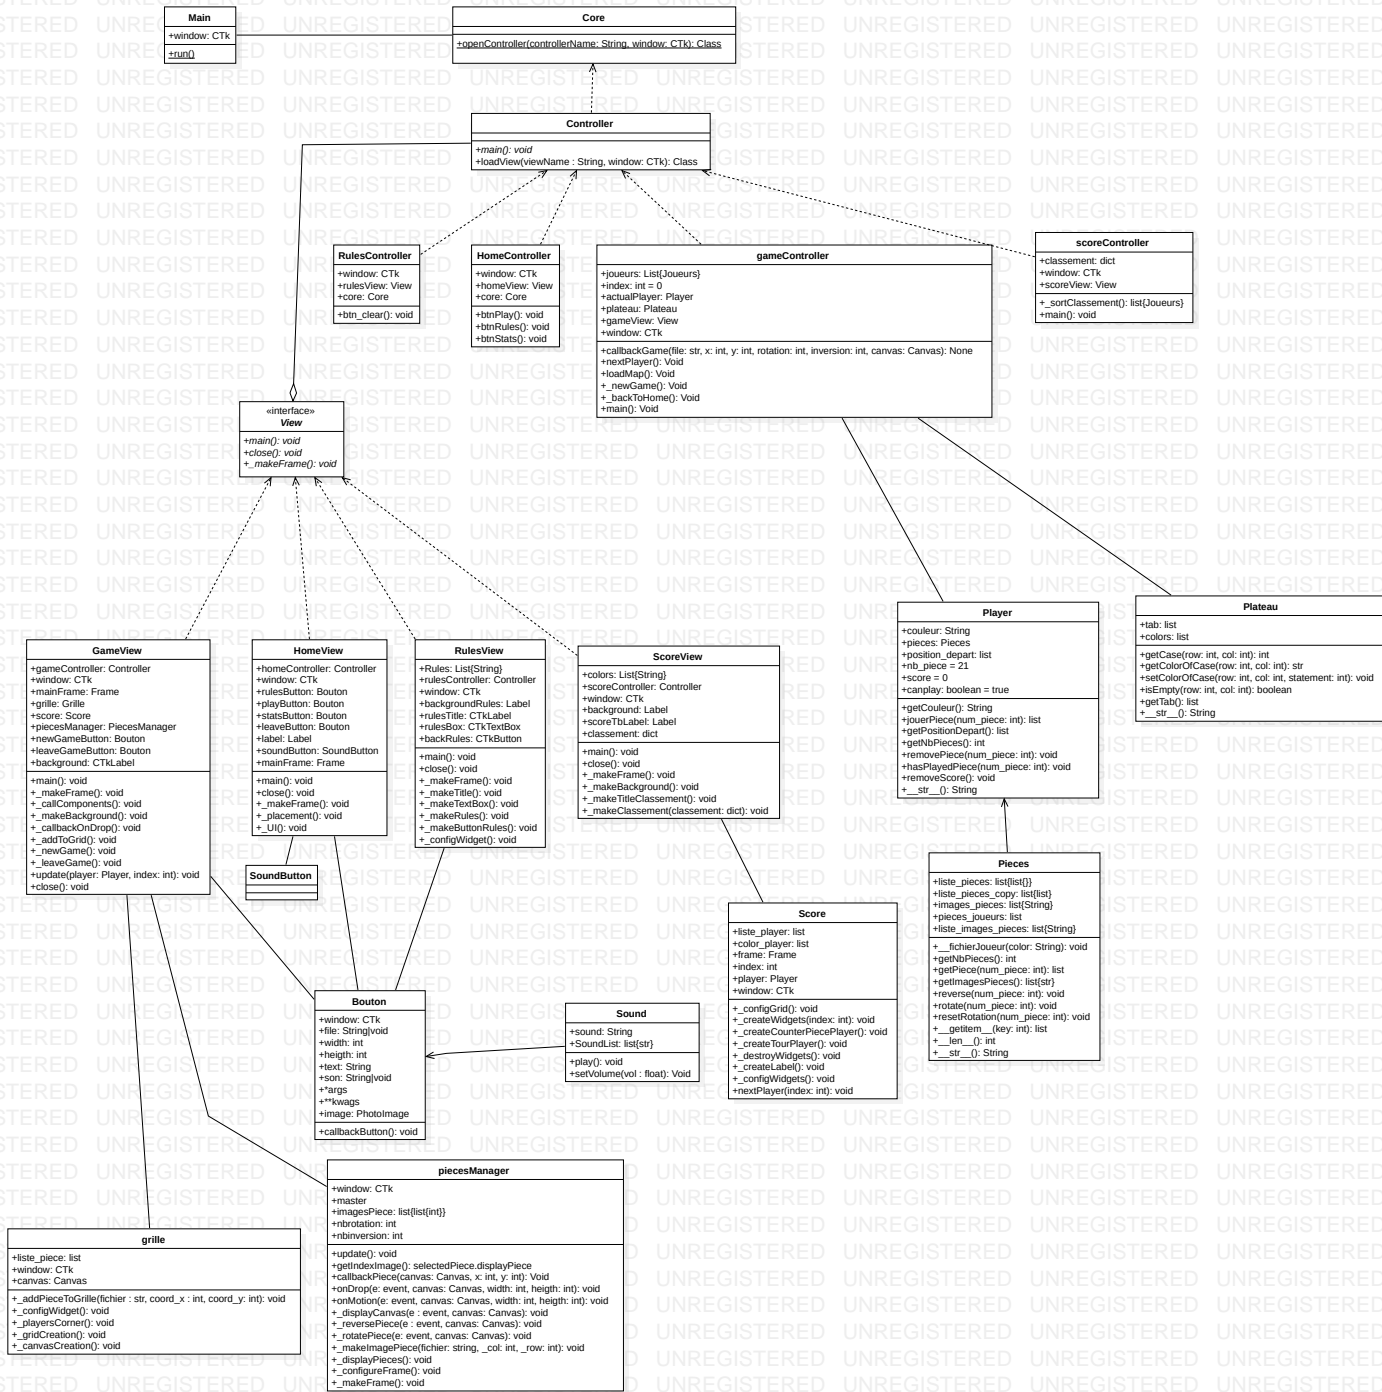 Main
+window: CTk
+run()
Core
+openController(controllerName: String, window: CTk): Class
Controller
+main(): void
+loadView(viewName : String, window: CTk): Class
RulesController
+window: CTk
+rulesView: View
+core: Core
+btn_clear(): void
HomeController
+window: CTk
+homeView: View
+core: Core
+btnPlay(): void
+btnRules(): void
+btnStats(): void
gameController
+joueurs: List{Joueurs}
+index: int = 0
+actualPlayer: Player
+plateau: Plateau
+gameView: View
+window: CTk
+callbackGame(file: str, x: int, y: int, rotation: int, inversion: int, canvas: Canvas): None
+nextPlayer(): Void
+loadMap(): Void
+_newGame(): Void
+_backToHome(): Void
+main(): Void
scoreController
+classement: dict
+window: CTk
+scoreView: View
+_sortClassement(): list{Joueurs}
+main(): void
«interface»
View
+main(): void
+close(): void
+_makeFrame(): void
GameView
+gameController: Controller
+window: CTk
+mainFrame: Frame
+grille: Grille
+score: Score
+piecesManager: PiecesManager
+newGameButton: Bouton
+leaveGameButton: Bouton
+background: CTkLabel
+main(): void
+_makeFrame(): void
+_callComponents(): void
+_makeBackground(): void
+_callbackOnDrop(): void
+_addToGrid(): void
+_newGame(): void
+_leaveGame(): void
+update(player: Player, index: int): void
+close(): void
HomeView
+homeController: Controller
+window: CTk
+rulesButton: Bouton
+playButton: Bouton
+statsButton: Bouton
+leaveButton: Bouton
+label: Label
+soundButton: SoundButton
+mainFrame: Frame
+main(): void
+close(): void
+_makeFrame(): void
+_placement(): void
+_UI(): void
RulesView
+Rules: List{String}
+rulesController: Controller
+window: CTk
+backgroundRules: Label
+rulesTitle: CTkLabel
+rulesBox: CTkTextBox
+backRules: CTkButton
+main(): void
+close(): void
+_makeFrame(): void
+_makeTitle(): void
+_makeTextBox(): void
+_makeRules(): void
+_makeButtonRules(): void
+_configWidget(): void
ScoreView
+colors: List{String}
+scoreController: Controller
+window: CTk
+background: Label
+scoreTbLabel: Label
+classement: dict
+main(): void
+close(): void
+_makeFrame(): void
+_makeBackground(): void
+_makeTitleClassement(): void
+_makeClassement(classement: dict): void
Player
+couleur: String
+pieces: Pieces
+position_depart: list
+nb_piece = 21
+score = 0
+canplay: boolean = true
+getCouleur(): String
+jouerPiece(num_piece: int): list
+getPositionDepart(): list
+getNbPieces(): int
+removePiece(num_piece: int): void
+hasPlayedPiece(num_piece: int): void
+removeScore(): void
+__str__(): String
Plateau
+tab: list
+colors: list
+getCase(row: int, col: int): int
+getColorOfCase(row: int, col: int): str
+setColorOfCase(row: int, col: int, statement: int): void
+isEmpty(row: int, col: int): boolean
+getTab(): list
+__str__(): String
SoundButton
Pieces
+liste_pieces: list{list{}}
+liste_pieces_copy: list{list}
+images_pieces: list{String}
+pieces_joueurs: list
+liste_images_pieces: list{String}
+__fichierJoueur(color: String): void
+getNbPieces(): int
+getPiece(num_piece: int): list
+getImagesPieces(): list{str}
+reverse(num_piece: int): void
+rotate(num_piece: int): void
+resetRotation(num_piece: int): void
+__getitem__(key: int): list
+__len__(): int
+__str__(): String
Score
+liste_player: list
+color_player: list
+frame: Frame
+index: int
+player: Player
+window: CTk
+_configGrid(): void
+_createWidgets(index: int): void
+_createCounterPiecePlayer(): void
+_createTourPlayer(): void
+_destroyWidgets(): void
+_createLabel(): void
+_configWidgets(): void
+nextPlayer(index: int): void
Bouton
+window: CTk
+file: String|void
+width: int
+heigth: int
+text: String
+son: String|void
+*args
+**kwags
+image: PhotoImage
+callbackButton(): void
Sound
+sound: String
+SoundList: list{str}
+play(): void
+setVolume(vol : float): Void
piecesManager
+window: CTk
+master
+imagesPiece: list{list{int}}
+nbrotation: int
+nbinversion: int
+update(): void
+getIndexImage(): selectedPiece.displayPiece
+callbackPiece(canvas: Canvas, x: int, y: int): Void
+onDrop(e: event, canvas: Canvas, width: int, heigth: int): void
+onMotion(e: event, canvas: Canvas, width: int, heigth: int): void
+_displayCanvas(e : event, canvas: Canvas): void
+_reversePiece(e : event, canvas: Canvas): void
+_rotatePiece(e: event, canvas: Canvas): void
+_makeImagePiece(fichier: string, _col: int, _row: int): void
+_displayPieces(): void
+_configureFrame(): void
+_makeFrame(): void
grille
+liste_piece: list
+window: CTk
+canvas: Canvas
+_addPieceToGrille(fichier : str, coord_x : int, coord_y: int): void
+_configWidget(): void
+_playersCorner(): void
+_gridCreation(): void
+_canvasCreation(): void